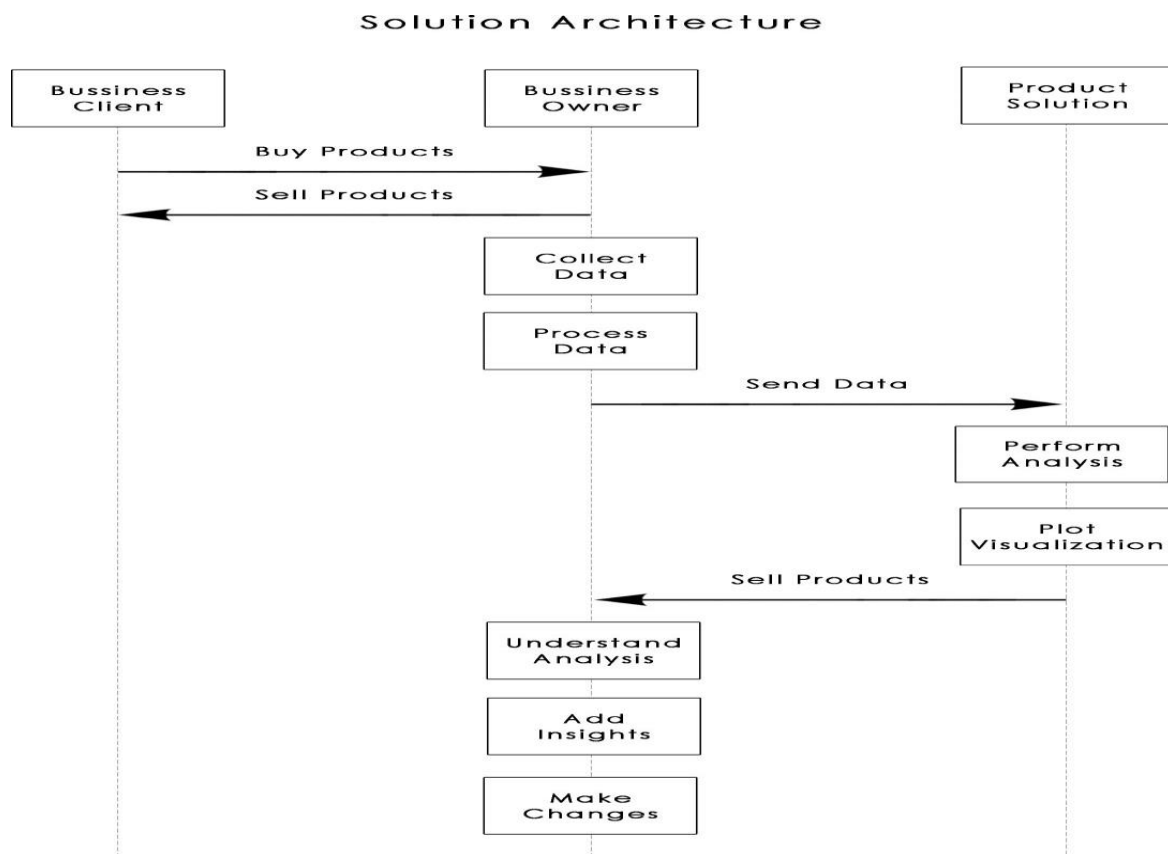 Solution Architecture
Bussiness
Client
Bussiness
Owner
Product
Solution
Buy Products
Sell Products
Collect
Data
Process
Data
Send Data
Perform
Analysis
Plot
Visualization
Sell Products
Understand
Analysis
Add
Insights
Make
Changes